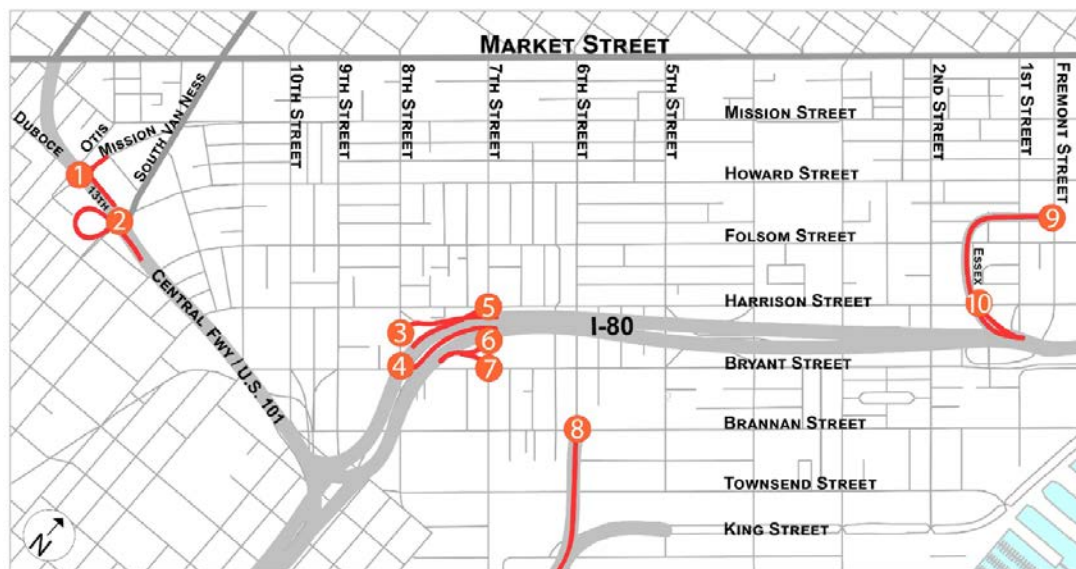 MARKET STREET
DUBOCE
OTIS
MISSION
SOUTH VAN NESS
10TH STREET
9TH STREET
8TH STREET
7TH STREET
6TH STREET
5TH STREET
2ND STREET
1ST STREET
FREMONT STREET
MISSION STREET
1
HOWARD STREET
13TH
2
9
FOLSOM STREET
ESSEX
CENTRAL FWY / U.S. 101
HARRISON STREET
10
5
3
I-80
6
4
7
BRYANT STREET
8
BRANNAN STREET
TOWNSEND STREET
KING STREET
N